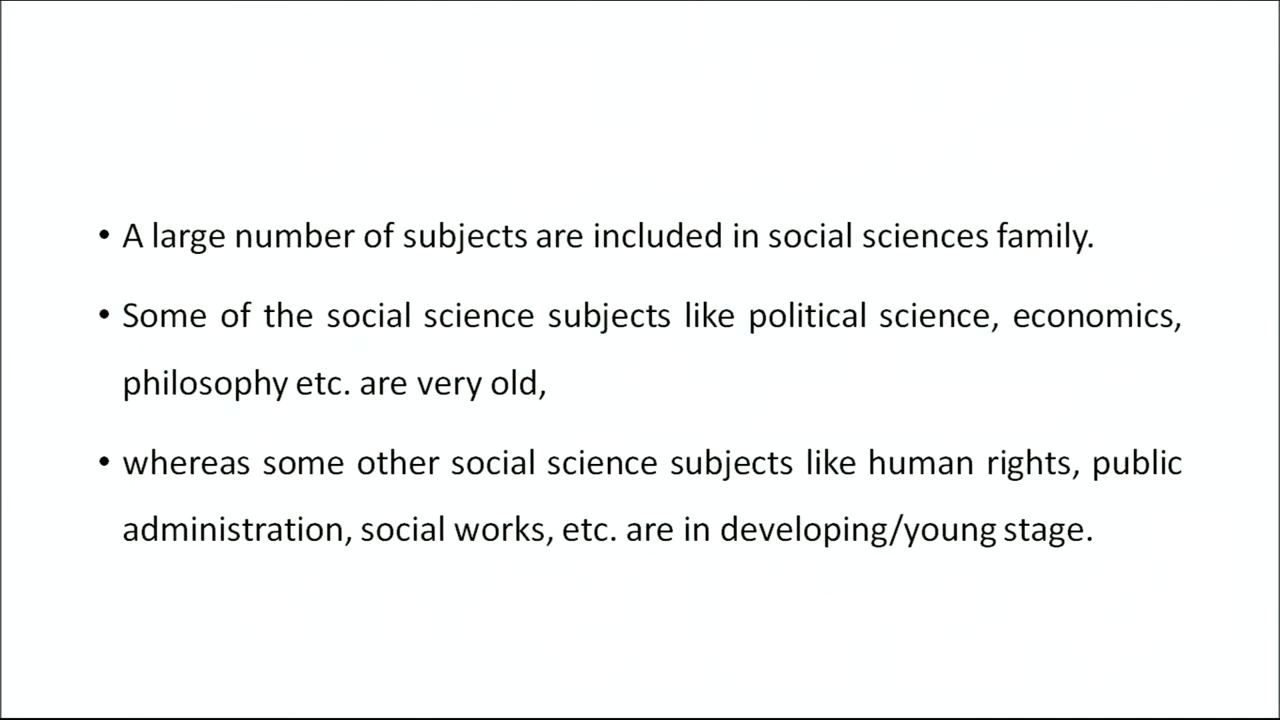 • A large number of subjects are included in social sciences family.
• Some of the social science subjects like political science, economics,
philosophy etc. are very old,
• whereas some other social science subjects like human rights, public
administration, social works, etc. are in developing/young stage.